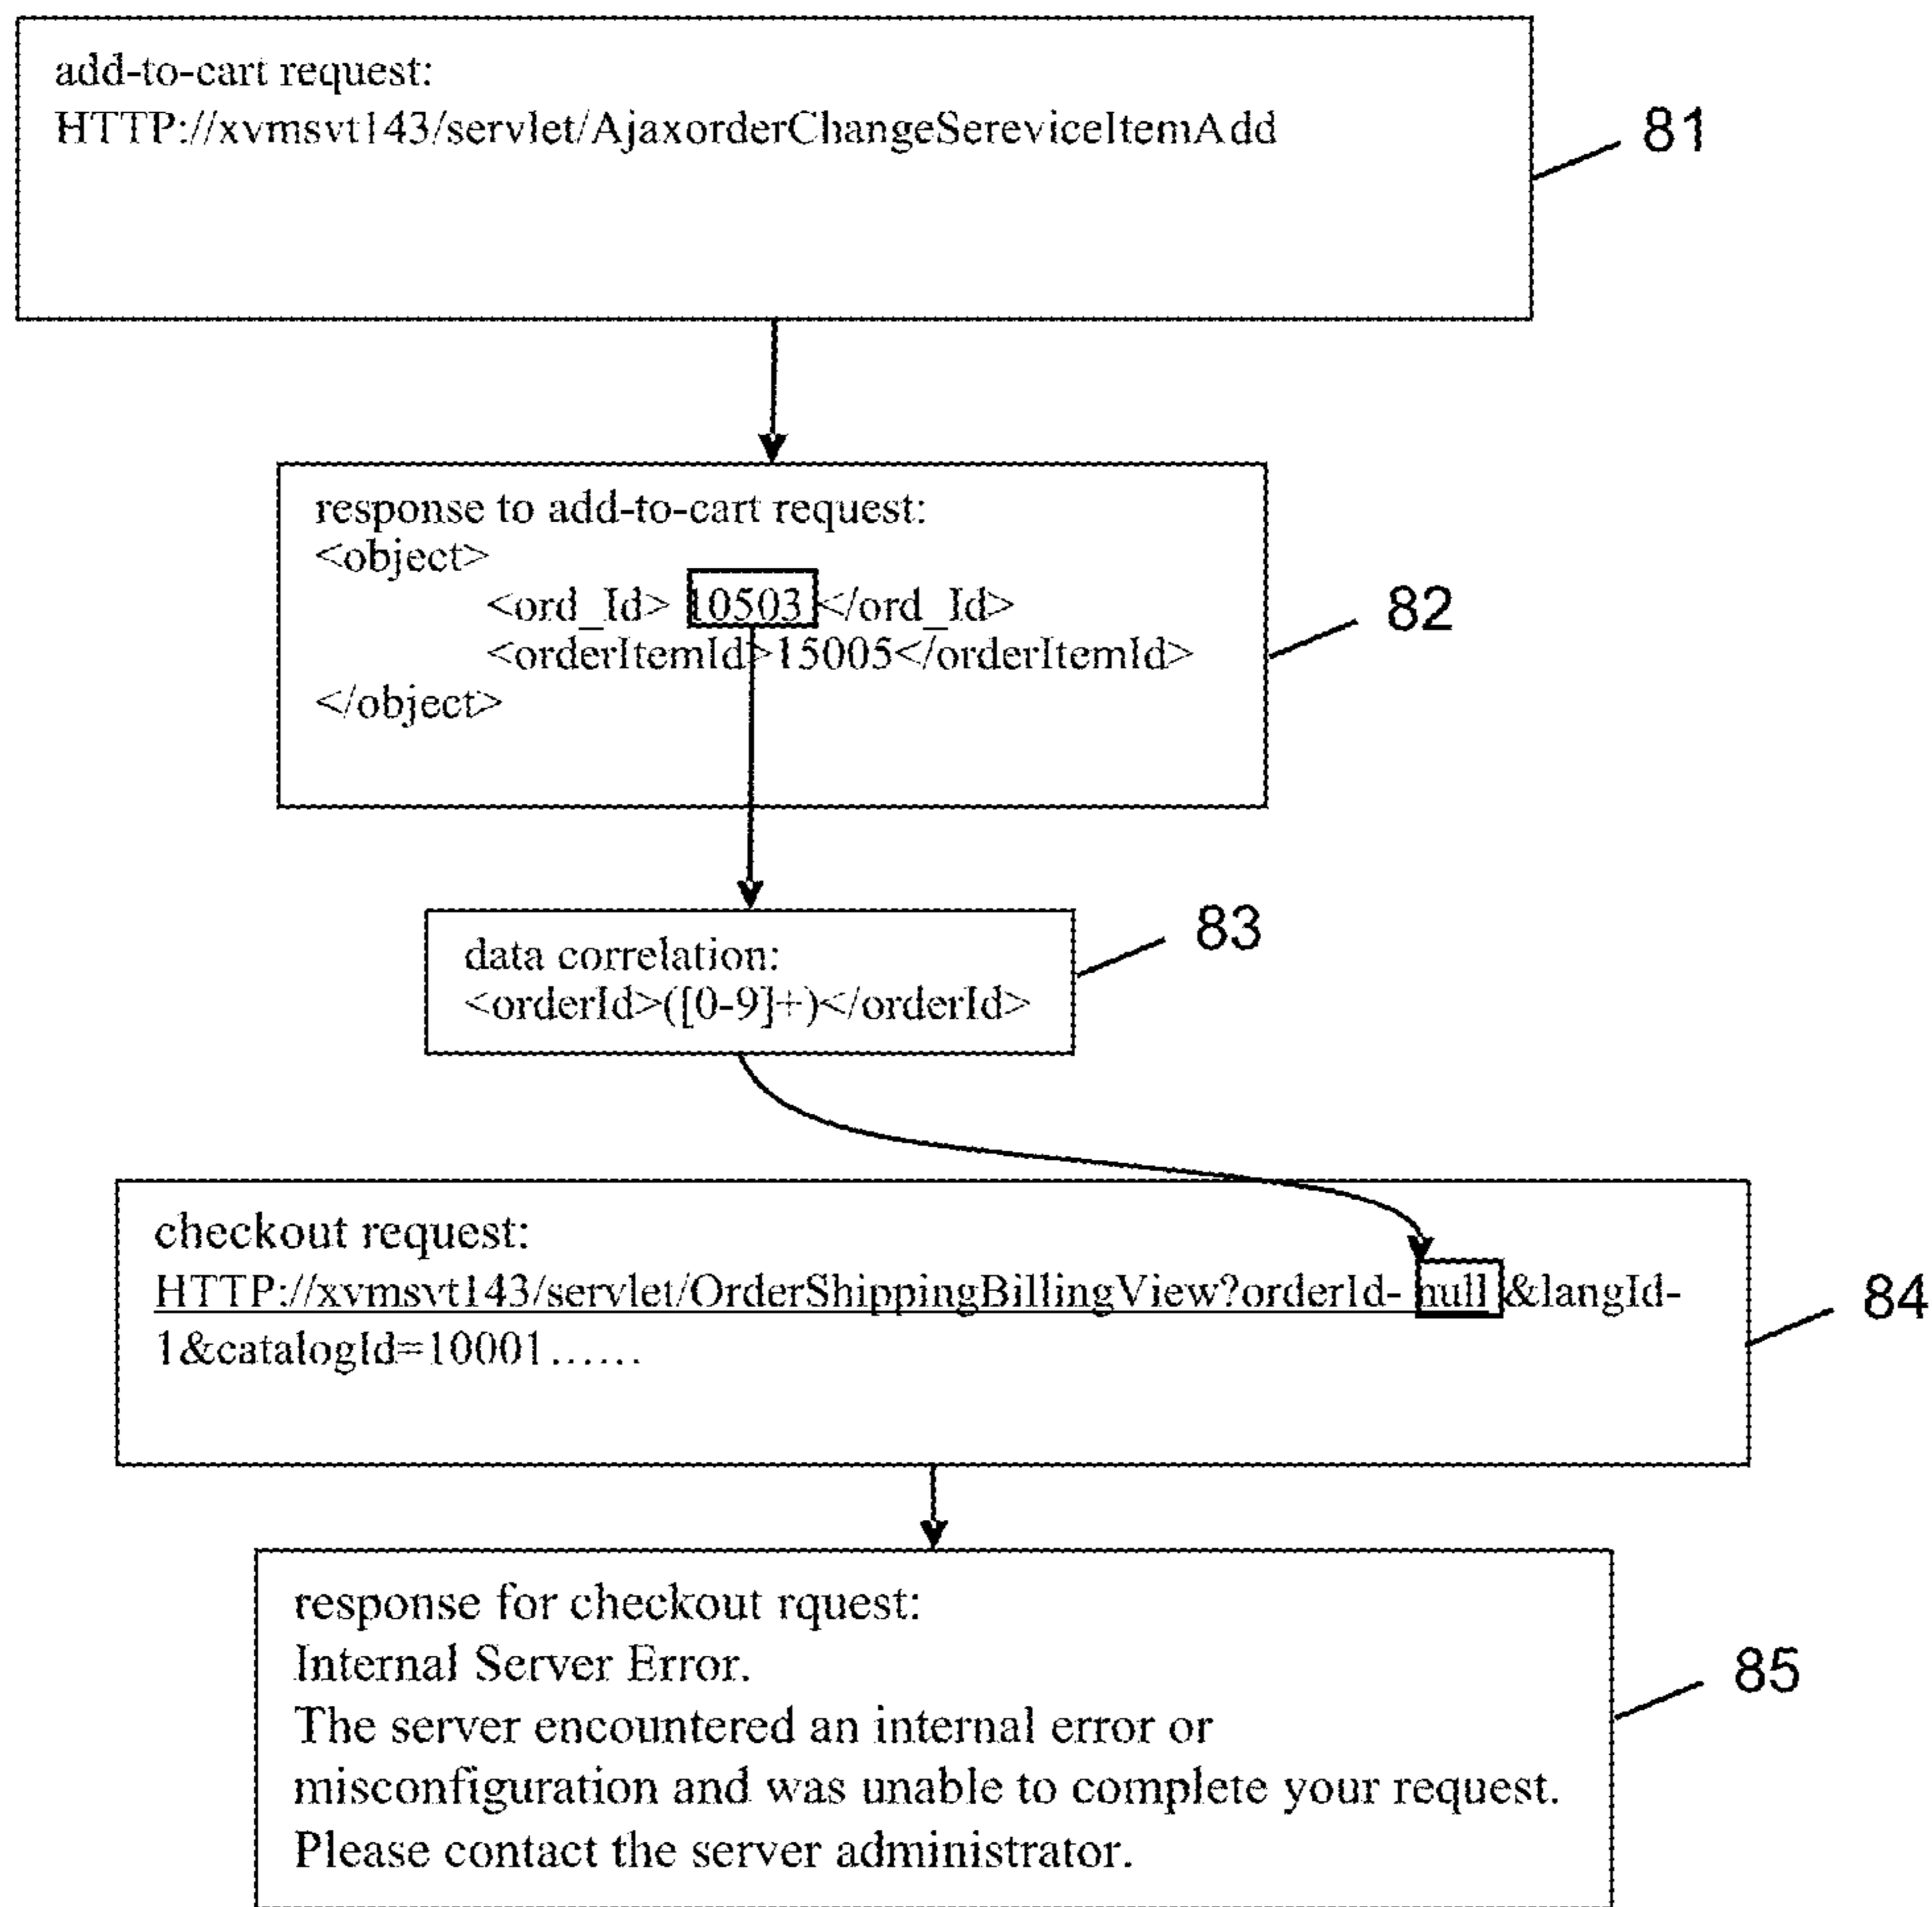 add-to-cart request:
HTTP://xvmsvt143/servlet/AjaxorderChangeSereviceItemAdd
81
response to add-to-cart request:
<object>
<ord_Id> 10503 </ord_Id>
<orderItemId>15005</orderItemId>
</object>
82
data correlation:
<orderId>([0-9]+)</orderId>
83
checkout request:
HTTP://xvmsvt143/servlet/OrderShippingBillingView?orderId- null &langId-
1&catalogId=10001......
84
response for checkout rquest:
Internal Server Error.
The server encountered an internal error or
misconfiguration and was unable to complete your request.
Please contact the server administrator.
85